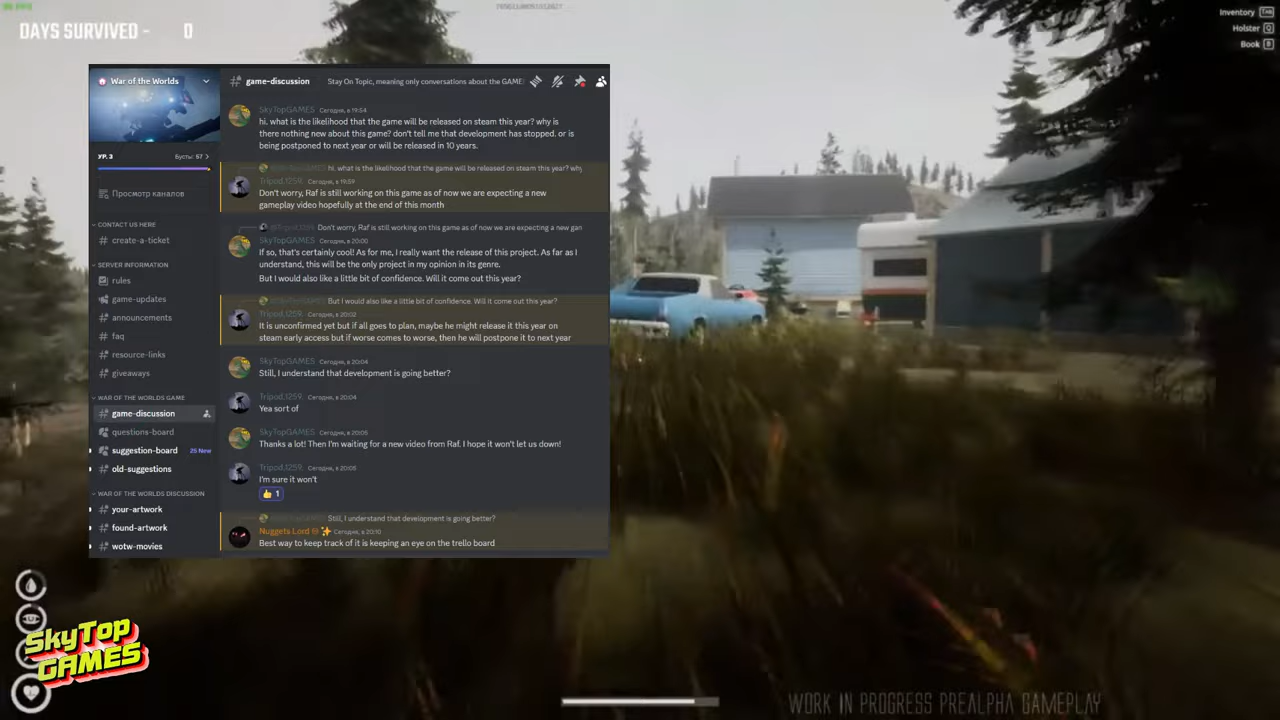 DAYS SURVIVED - 0
Inventory Tab
Holster Q
Book B
War of the Worlds
game-discussion Stay On Topic, meaning only conversations about the GAME
УР. 3 Бусты: 57
Просмотр каналов
CONTACT US HERE
create-a-ticket
SERVER INFORMATION
rules
game-updates
announcements
faq
resource-links
giveaways
WAR OF THE WORLDS GAME
game-discussion
questions-board
suggestion-board 25 New
old-suggestions
WAR OF THE WORLDS DISCUSSION
your-artwork
found-artwork
wotw-movies
SkyTopGAMES Сегодня, в 19:54
hi. what is the likelihood that the game will be released on steam this year? why is
there nothing new about this game? don't tell me that development has stopped. or is
being postponed to next year or will be released in 10 years.
hi. what is the likelihood that the game will be released on steam this year? why
Tripod.1259. Сегодня, в 19:59
Don't worry, Raf is still working on this game as of now we are expecting a new
gameplay video hopefully at the end of this month
Don't worry, Raf is still working on this game as of now we are expecting a new gam
SkyTopGAMES Сегодня, в 20:00
If so, that's certainly cool! As for me, I really want the release of this project. As far as I
understand, this will be the only project in my opinion in its genre.
But I would also like a little bit of confidence. Will it come out this year?
But I would also like a little bit of confidence. Will it come out this year?
Tripod.1259. Сегодня, в 20:02
It is unconfirmed yet but if all goes to plan, maybe he might release it this year on
steam early access but if worse comes to worse, then he will postpone it to next year
SkyTopGAMES Сегодня, в 20:04
Still, I understand that development is going better?
Tripod.1259. Сегодня, в 20:04
Yea sort of
SkyTopGAMES Сегодня, в 20:05
Thanks a lot! Then I'm waiting for a new video from Raf. I hope it won't let us down!
Tripod.1259. Сегодня, в 20:05
I'm sure it won't
1
Still, I understand that development is going better?
Nuggets Lord Сегодня, в 20:10
Best way to keep track of it is keeping an eye on the trello board
SkyTop
GAMES
WORK IN PROGRESS PREALPHA GAMEPLAY